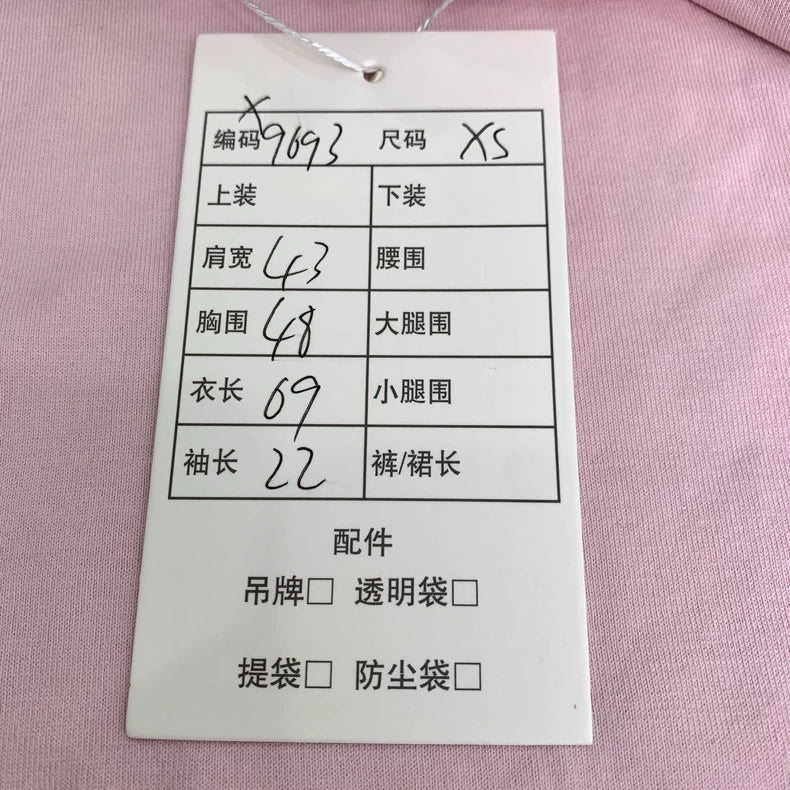 编码 X9693 尺码 XS
上装 下装
肩宽 43 腰围
胸围 48 大腿围
衣长 69 小腿围
袖长 22 裤/裙长
配件
吊牌□ 透明袋□
提袋□ 防尘袋□